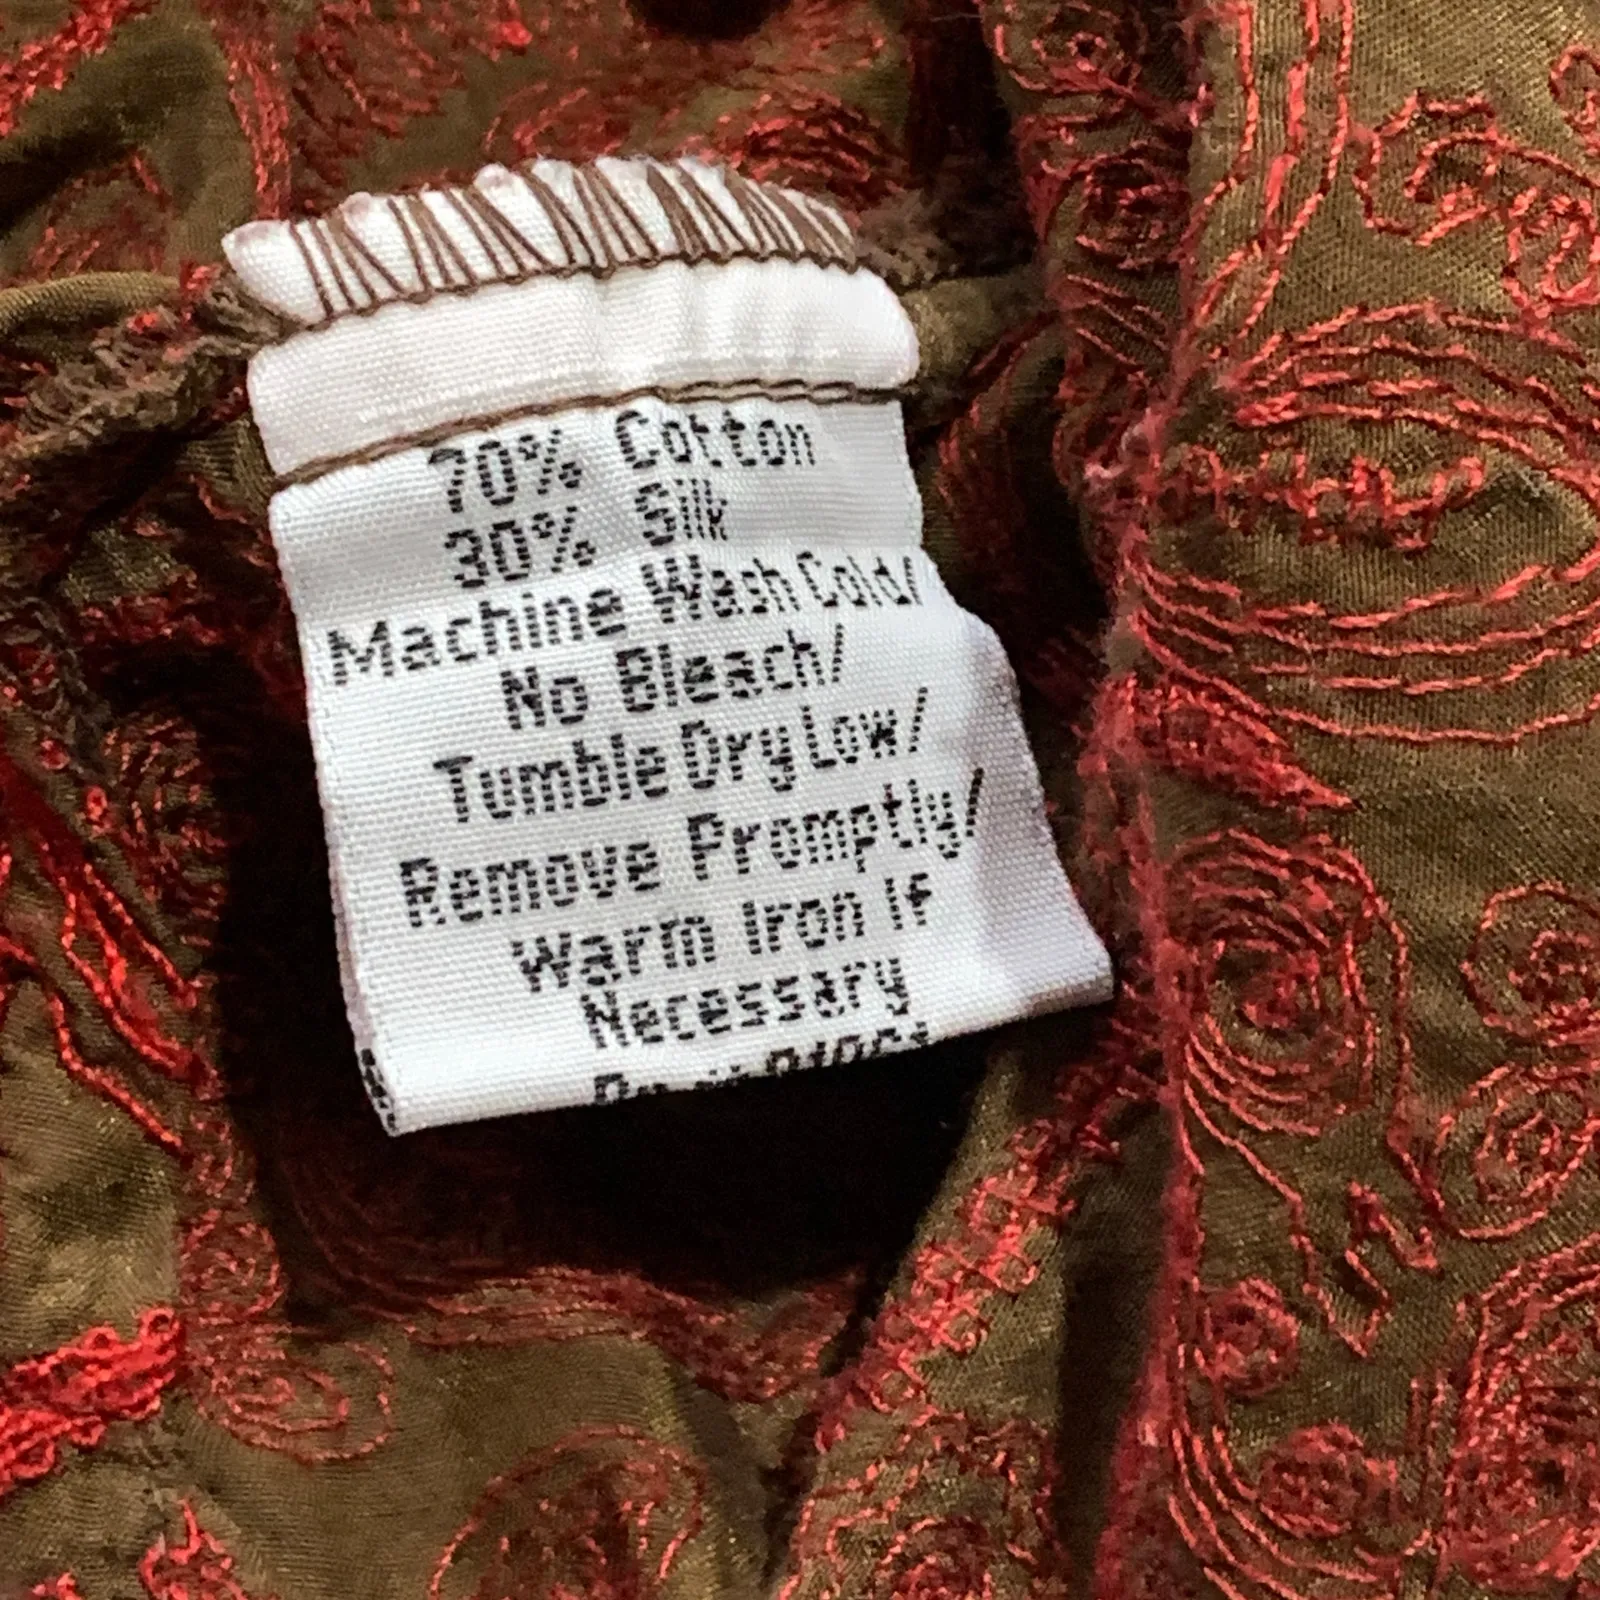 70% Cotton
30% Silk
Machine Wash Cold/
No Bleach/
Tumble Dry Low/
Remove Promptly/
Warm Iron If
Necessary